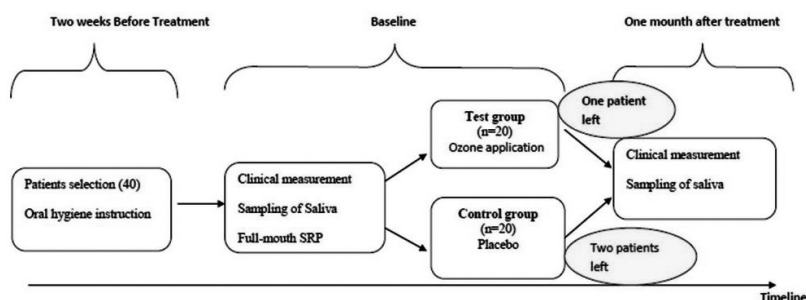 Two weeks Before Treatment
Baseline
One mounth after treatment
Patients selection (40)
Oral hygiene instruction
Clinical measurement
Sampling of Saliva
Full-mouth SRP
Test group
(n=20)
Ozone application
Control group
(n=20)
Placebo
One patient
left
Two patients
left
Clinical measurement
Sampling of saliva
Timeline